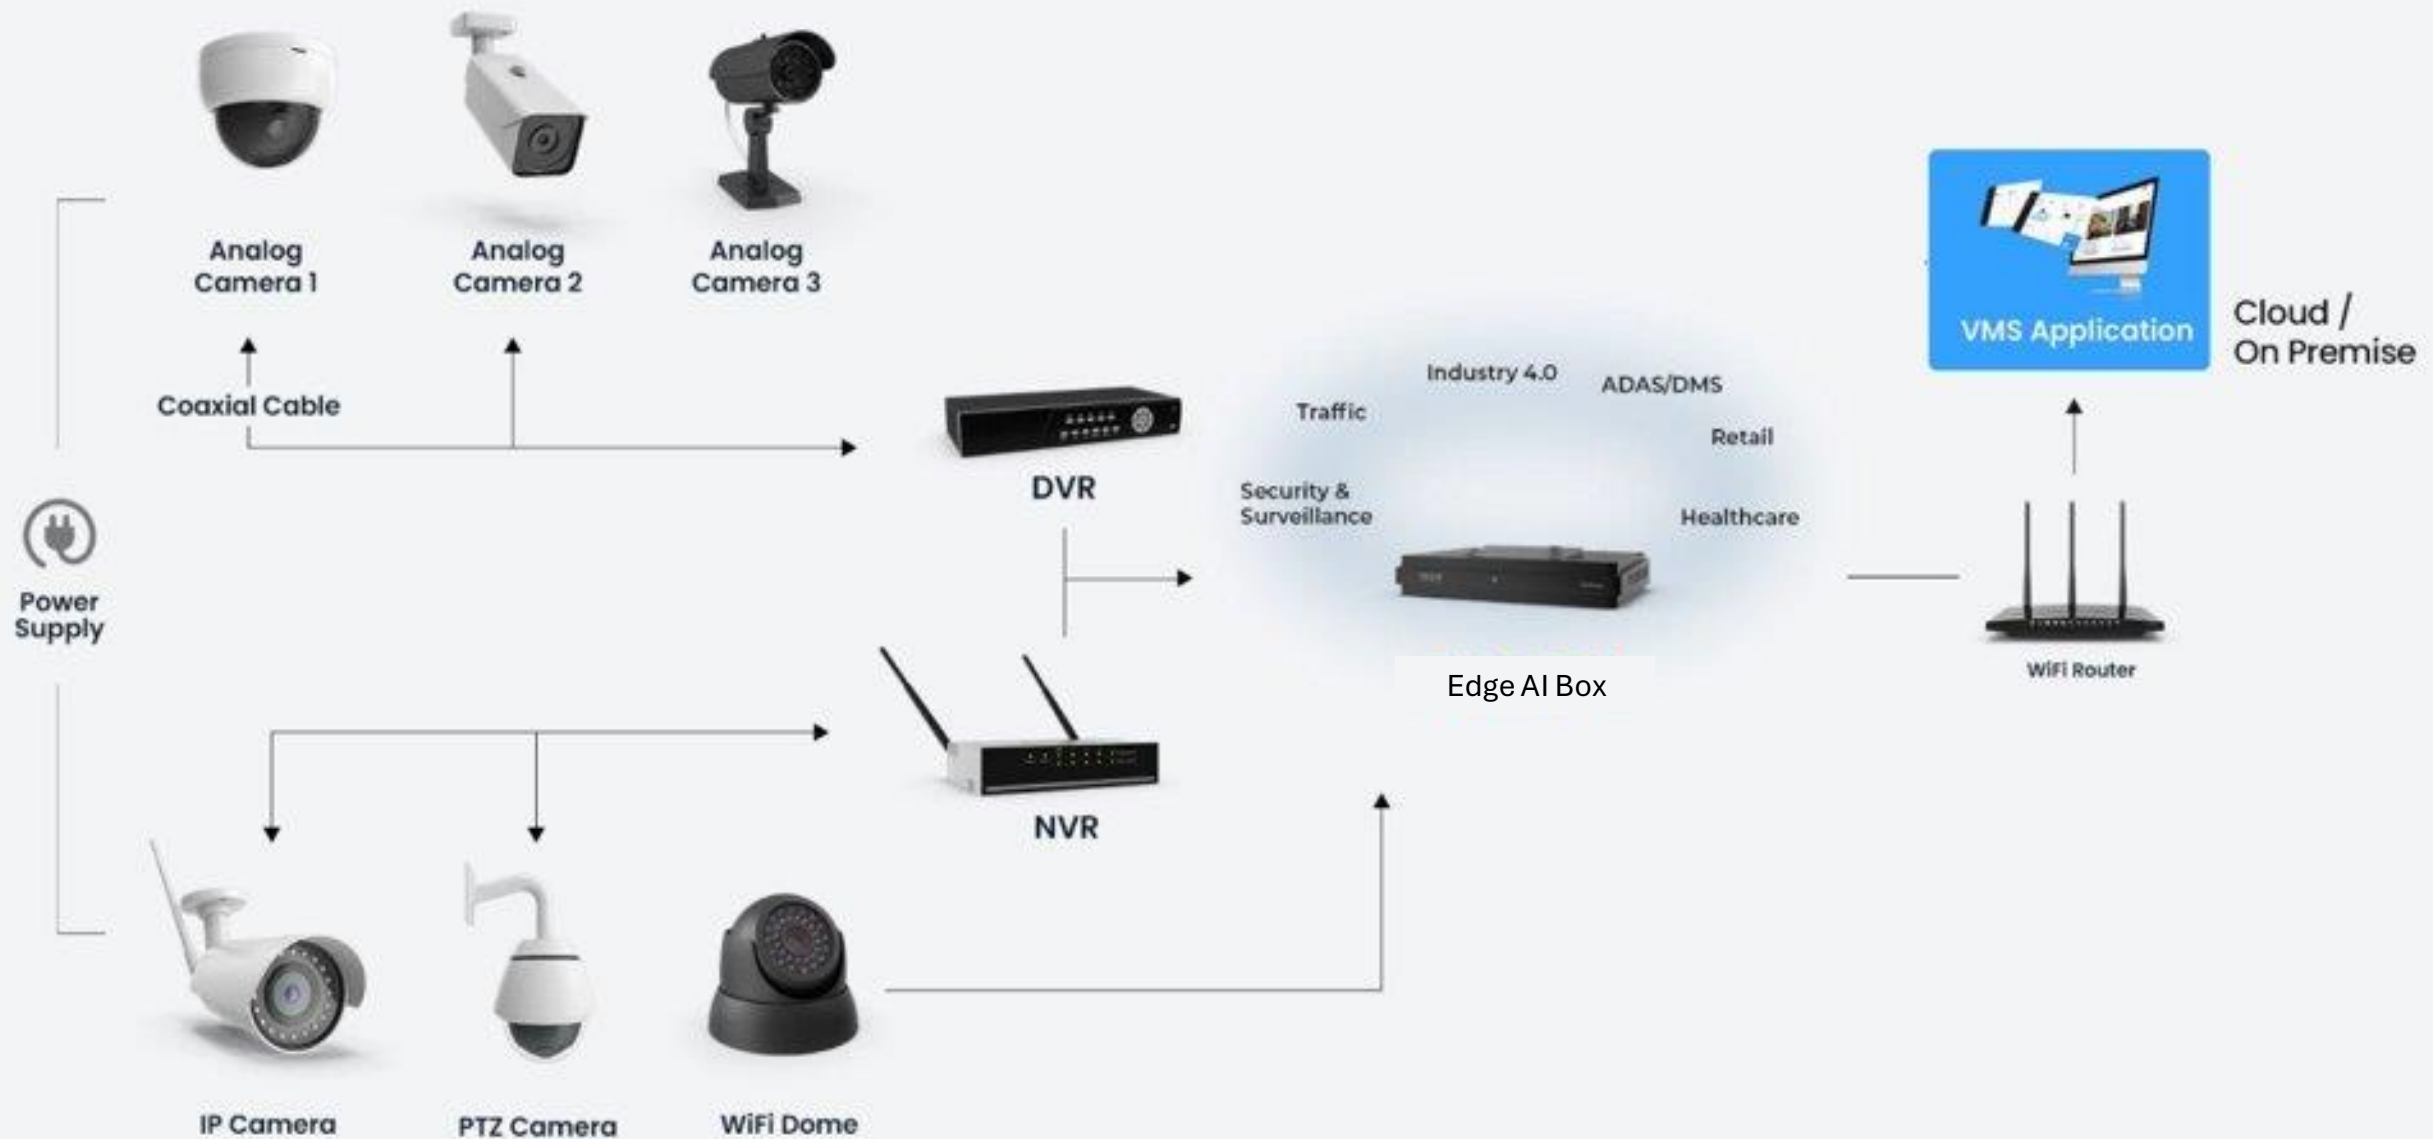 Analog
Camera 1
Analog
Camera 2
Analog
Camera 3
Coaxial Cable
Power
Supply
DVR
NVR
IP Camera
PTZ Camera
WiFi Dome
Industry 4.0
ADAS/DMS
Traffic
Retail
Security &
Surveillance
Healthcare
Edge AI Box
VMS Application
Cloud /
On Premise
WiFi Router